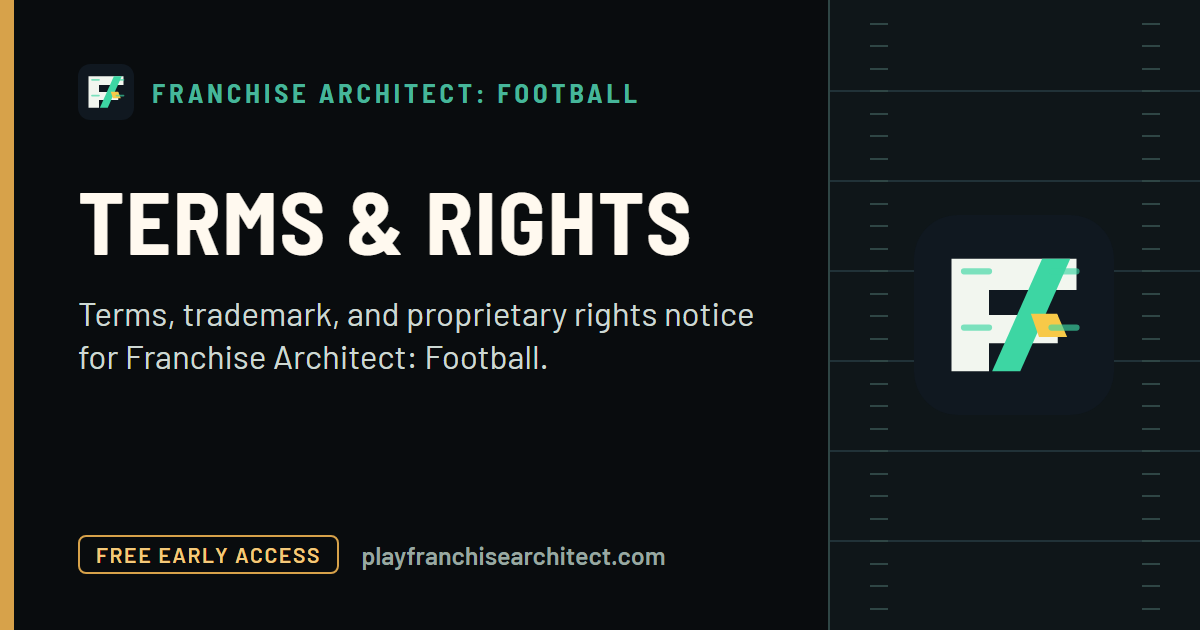 FRANCHISE ARCHITECT: FOOTBALL
TERMS & RIGHTS
Terms, trademark, and proprietary rights notice
for Franchise Architect: Football.
FREE EARLY ACCESS
playfranchisearchitect.com